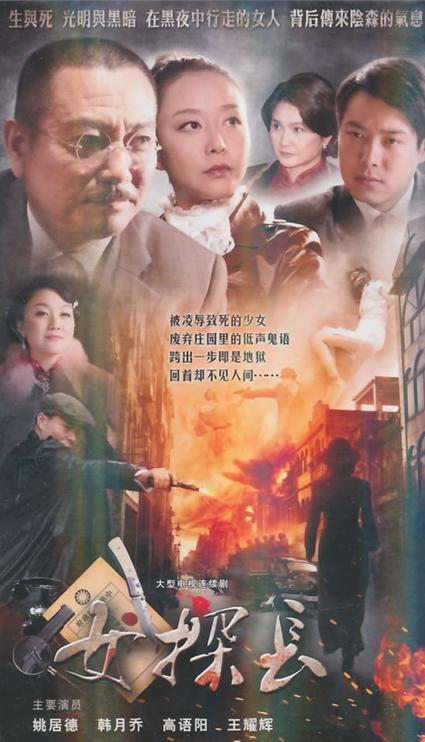 生與死 光明與黑暗 在黑夜中行走的女人 背后傳來陰森的氣息
被凌辱致死的少女
废弃庄园里的低声鬼语
跨出一步即是地狱
回首却不见人间……
大型电视连续剧
女探长
主要演员
姚居德 韩月乔 高语阳 王耀辉